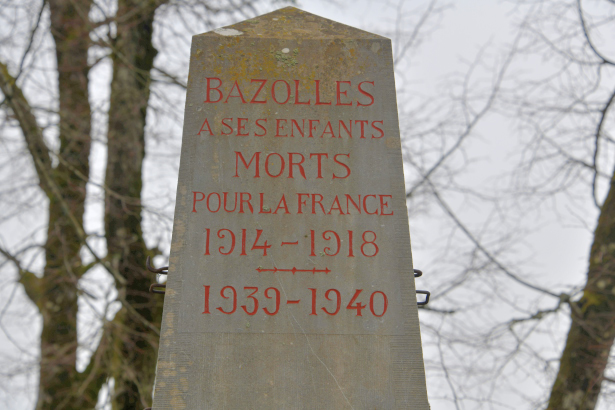 BAZOLLES
A SES ENFANTS
MORTS
POUR LA FRANCE
1914 - 1918
1939 - 1940